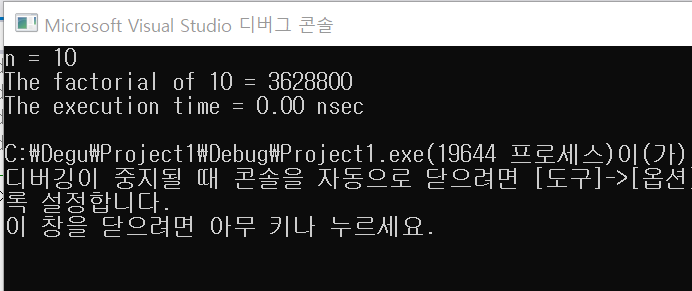 Microsoft Visual Studio 디버그 콘솔
n = 10
The factorial of 10 = 3628800
The execution time = 0.00 nsec
C:₩Degu₩Project1₩Debug₩Project1.exe(19644 프로세스)이(가)
디버깅이 중지될 때 콘솔을 자동으로 닫으려면 [도구]->[옵션]
록 설정합니다.
이 창을 닫으려면 아무 키나 누르세요.